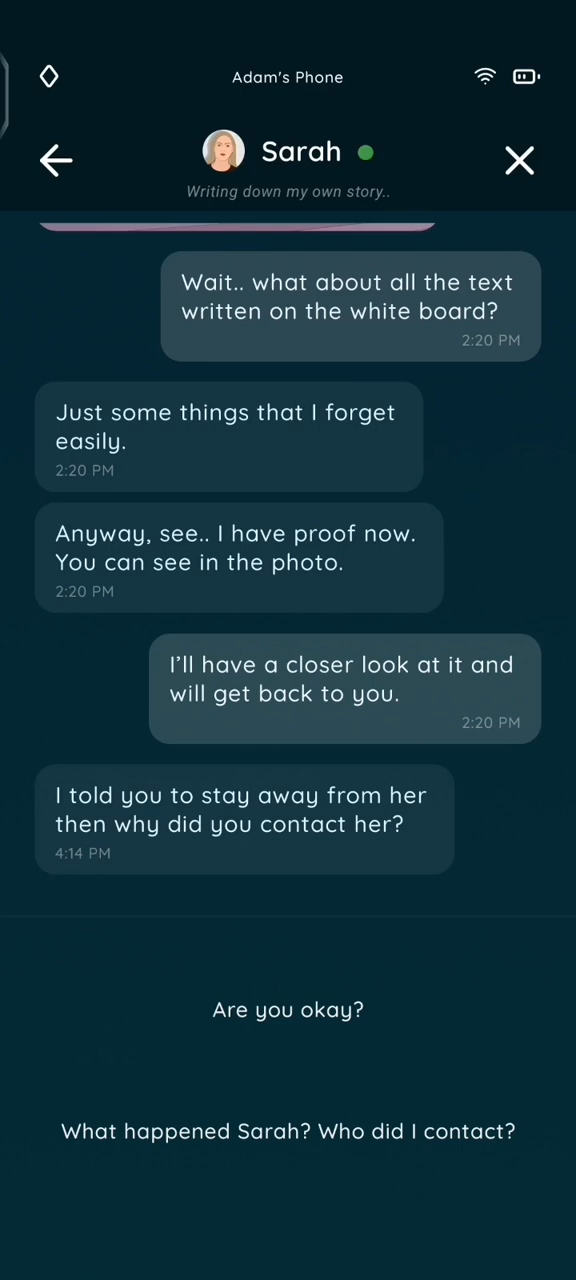 Adam's Phone
Sarah
Writing down my own story..
Wait.. what about all the text
written on the white board?
2:20 PM
Just some things that I forget
easily.
2:20 PM
Anyway, see.. I have proof now.
You can see in the photo.
2:20 PM
I’ll have a closer look at it and
will get back to you.
2:20 PM
I told you to stay away from her
then why did you contact her?
4:14 PM
Are you okay?
What happened Sarah? Who did I contact?